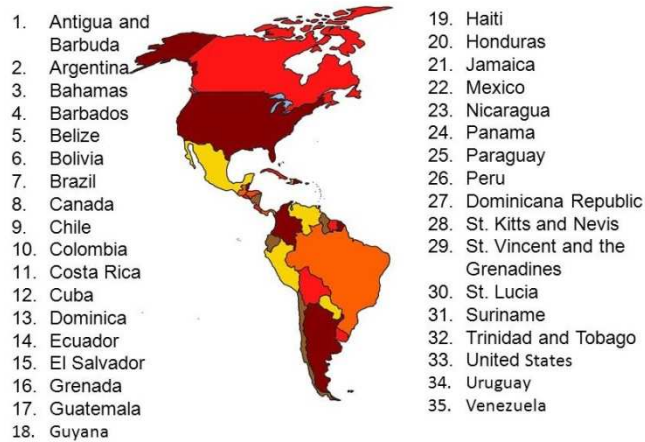 1. Antigua and
Barbuda
2. Argentina
3. Bahamas
4. Barbados
5. Belize
6. Bolivia
7. Brazil
8. Canada
9. Chile
10. Colombia
11. Costa Rica
12. Cuba
13. Dominica
14. Ecuador
15. El Salvador
16. Grenada
17. Guatemala
18. Guyana
19. Haiti
20. Honduras
21. Jamaica
22. Mexico
23. Nicaragua
24. Panama
25. Paraguay
26. Peru
27. Dominicana Republic
28. St. Kitts and Nevis
29. St. Vincent and the
Grenadines
30. St. Lucia
31. Suriname
32. Trinidad and Tobago
33. United States
34. Uruguay
35. Venezuela